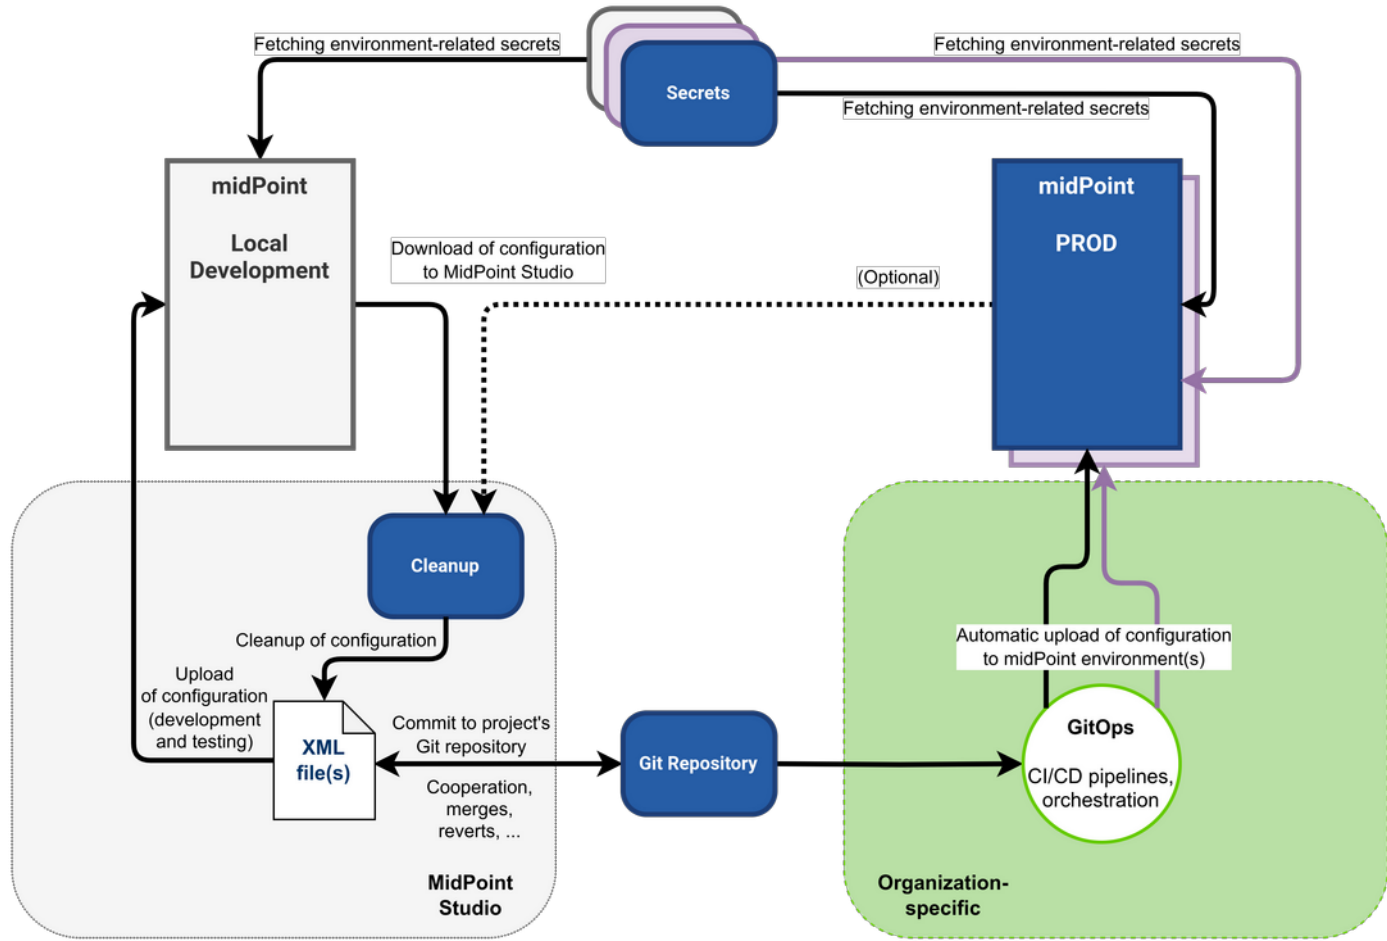 Fetching environment-related secrets
Fetching environment-related secrets
Secrets
Fetching environment-related secrets
midPoint
Local
Development
midPoint
PROD
Download of configuration
to MidPoint Studio
(Optional)
Cleanup
Cleanup of configuration
Upload
of configuration
(development
and testing)
XML
file(s)
Commit to project's
Git repository
Cooperation,
merges,
reverts, ...
Git Repository
Automatic upload of configuration
to midPoint environment(s)
GitOps
CI/CD pipelines,
orchestration
MidPoint
Studio
Organization-
specific